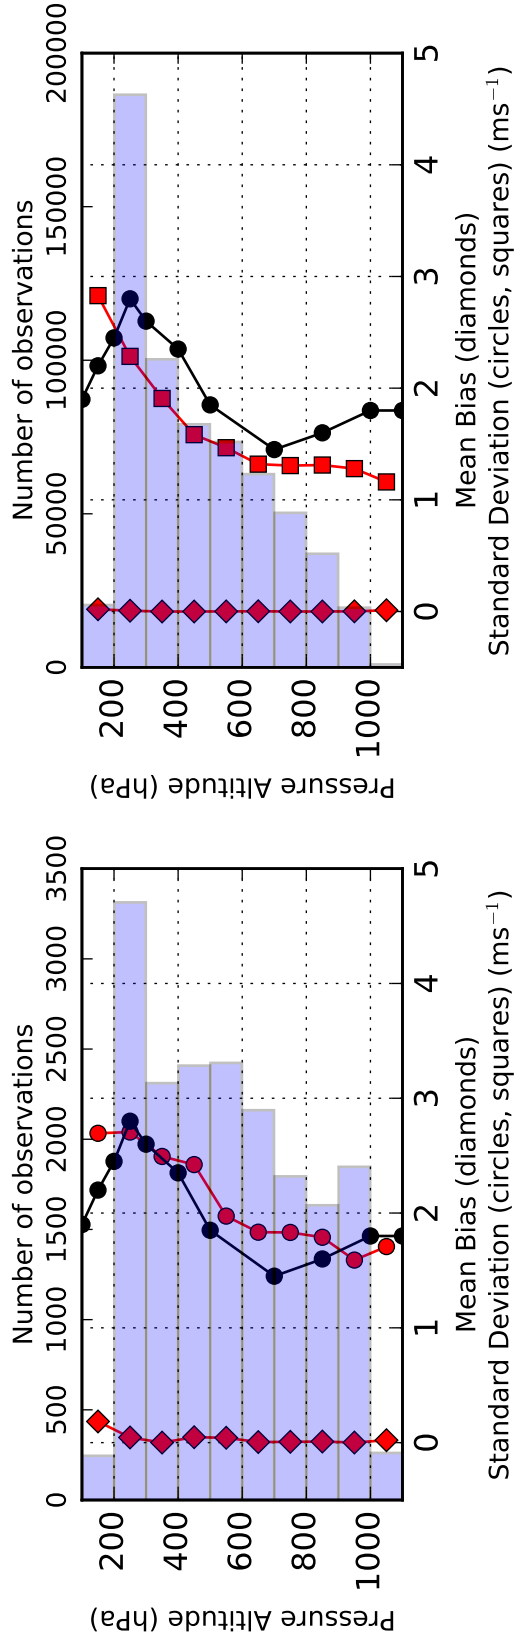 Number of observations
0 50000 100000 150000 200000
200
400
600
800
1000
Pressure Altitude (hPa)
0 1 2 3 4 5
Mean Bias (diamonds)
Standard Deviation (circles, squares) (ms⁻¹)
Number of observations
0 500 1000 1500 2000 2500 3000 3500
200
400
600
800
1000
Pressure Altitude (hPa)
0 1 2 3 4 5
Mean Bias (diamonds)
Standard Deviation (circles, squares) (ms⁻¹)